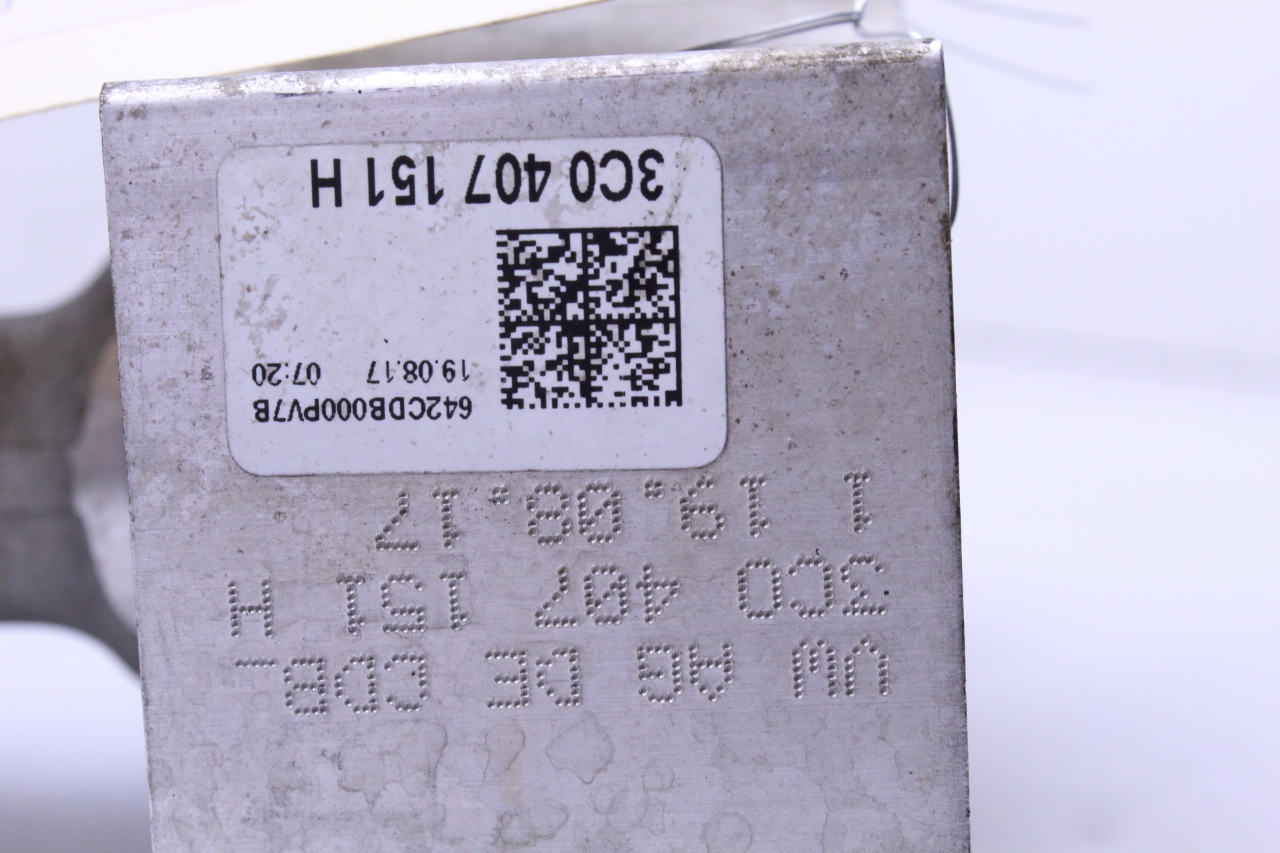 VW AG DE CDB_
3C0 407 151 H
1 19.08.17
642CDB000PV7B
19.08.17 07:20
3C0 407 151 H